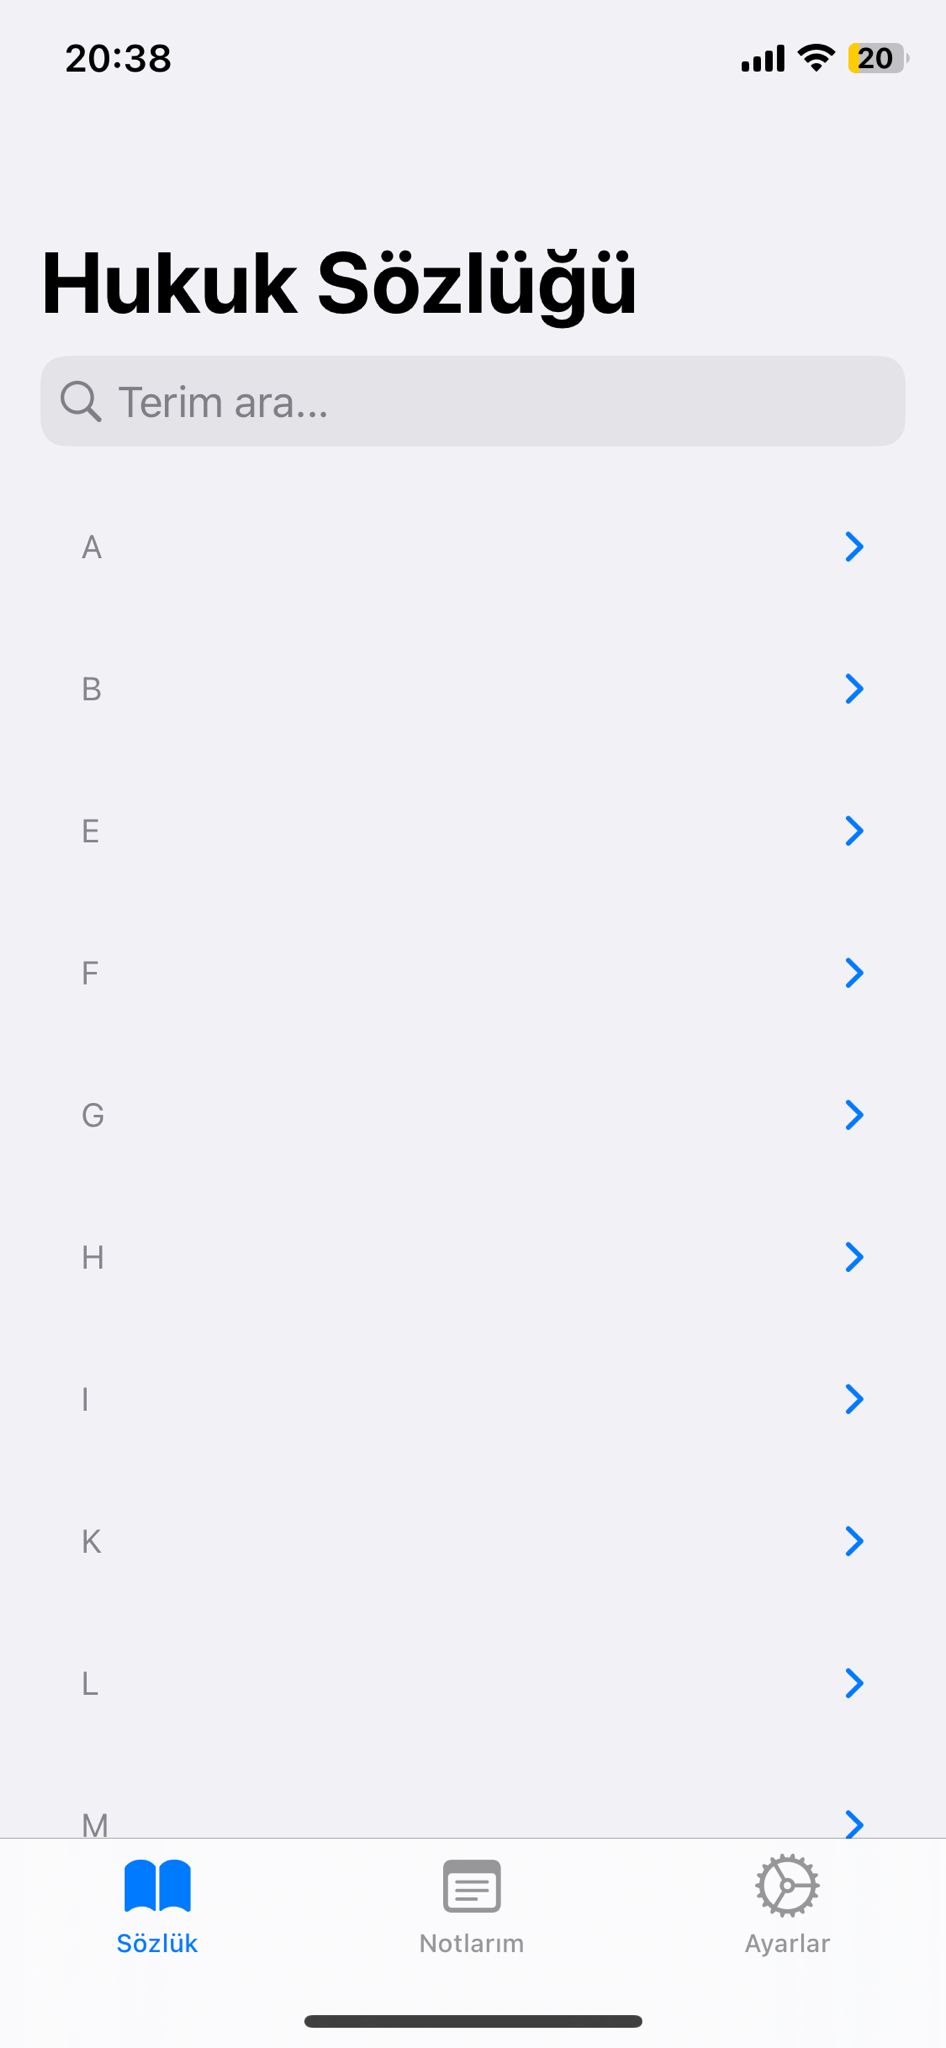 20:38
20
Hukuk Sözlüğü
Terim ara...
A
B
E
F
G
H
I
K
L
M
Sözlük
Notlarım
Ayarlar